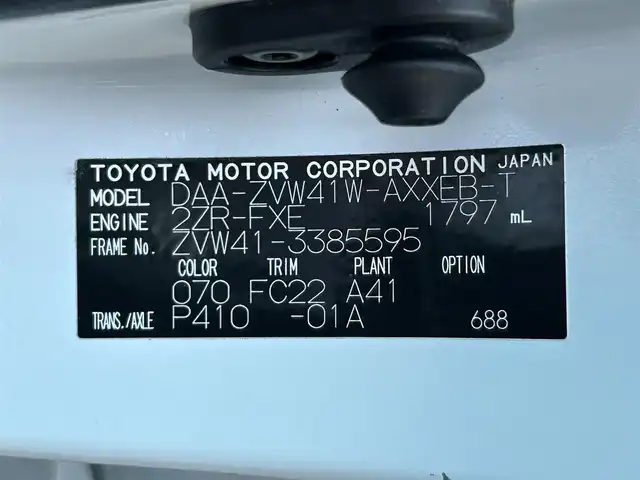 TOYOTA MOTOR CORPORATION JAPAN
MODEL DAA-ZVW41W-AXXEB-T
ENGINE 2ZR-FXE 1797 mL
FRAME No. ZVW41-3385595
COLOR TRIM PLANT OPTION
070 FC22 A41
TRANS./AXLE P410 -01A 688